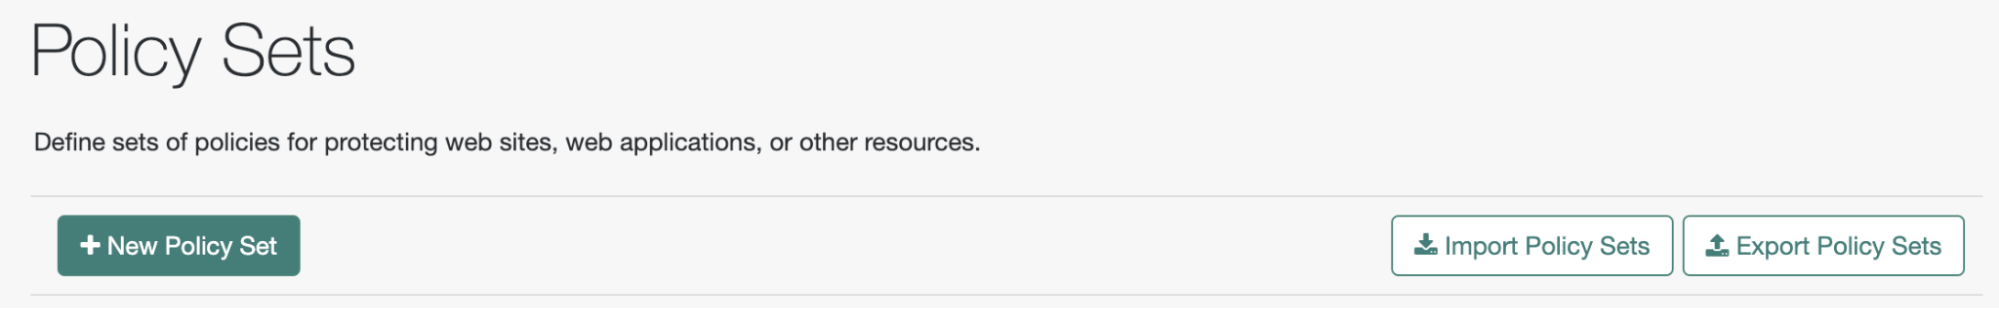 Policy Sets
Define sets of policies for protecting web sites, web applications, or other resources.
New Policy Set
Import Policy Sets
Export Policy Sets